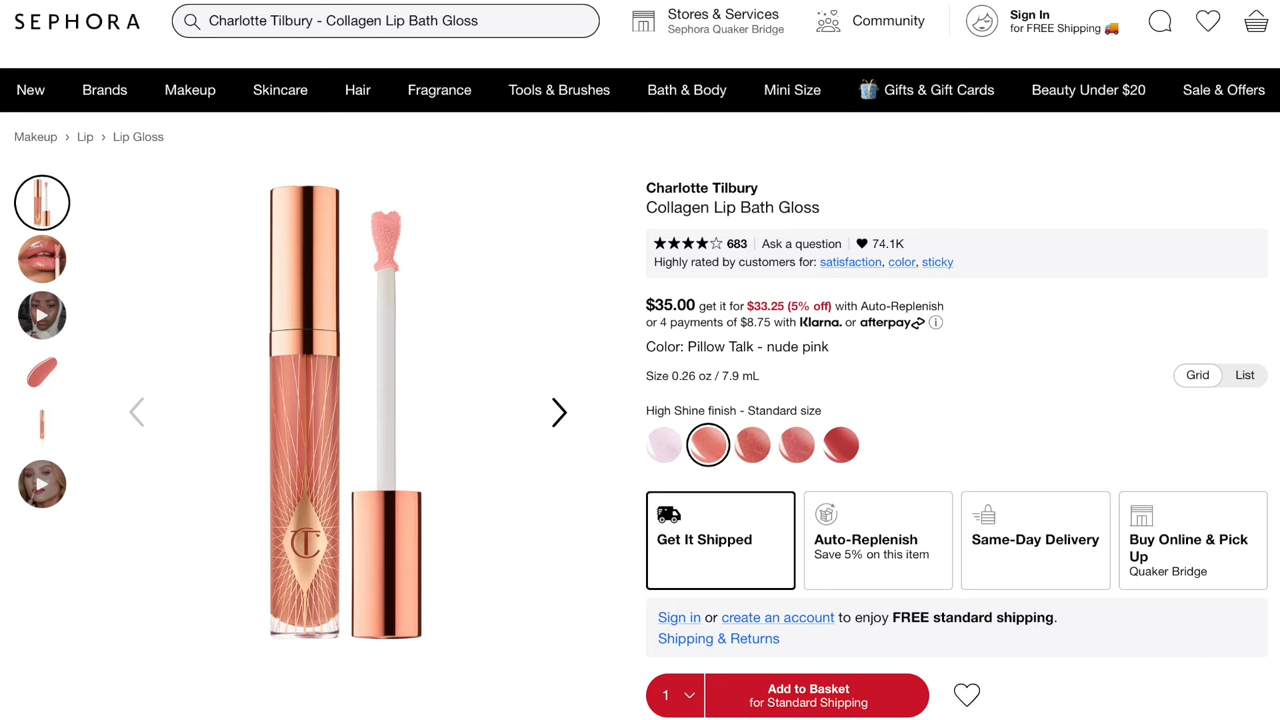 SEPHORA
Charlotte Tilbury - Collagen Lip Bath Gloss
Stores & Services
Sephora Quaker Bridge
Community
Sign In
for FREE Shipping 🚚
New
Brands
Makeup
Skincare
Hair
Fragrance
Tools & Brushes
Bath & Body
Mini Size
Gifts & Gift Cards
Beauty Under $20
Sale & Offers
Makeup › Lip › Lip Gloss
Charlotte Tilbury
Collagen Lip Bath Gloss
683
Ask a question
74.1K
Highly rated by customers for: satisfaction, color, sticky
$35.00 get it for $33.25 (5% off) with Auto-Replenish
or 4 payments of $8.75 with Klarna. or afterpay
Color: Pillow Talk - nude pink
Size 0.26 oz / 7.9 mL
Grid
List
High Shine finish - Standard size
Get It Shipped
Auto-Replenish
Save 5% on this item
Same-Day Delivery
Buy Online & Pick
Up
Quaker Bridge
Sign in or create an account to enjoy FREE standard shipping.
Shipping & Returns
1
Add to Basket
for Standard Shipping
CT